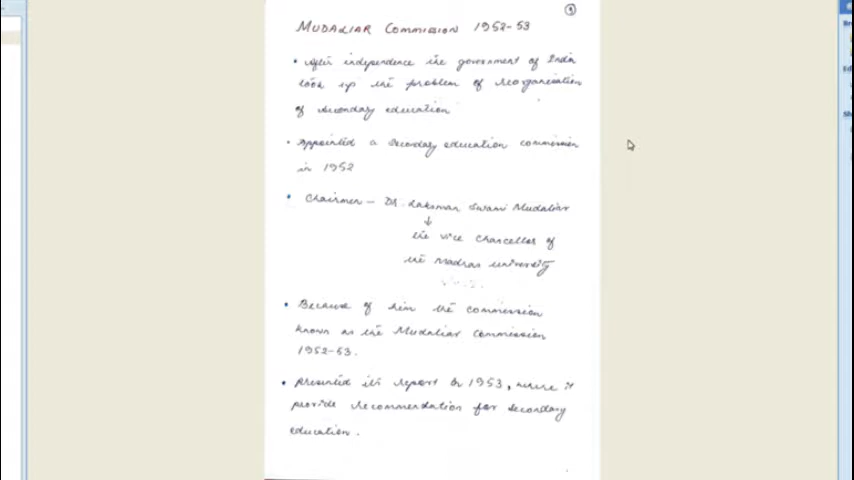 9
MUDALIAR COMMISSION 1952-53
• After independence the government of India
took up the problem of reorganisation
of secondary education
• Appointed a secondary education commission
in 1952
• Chairman - DR. Laksman Swami Mudaliar
↓
the vice chancellor of
the Madras university
• Because of him the commission
known as the Mudaliar Commission
1952-53.
• presented its report in 1953, where it
provide recommendation for secondary
education.